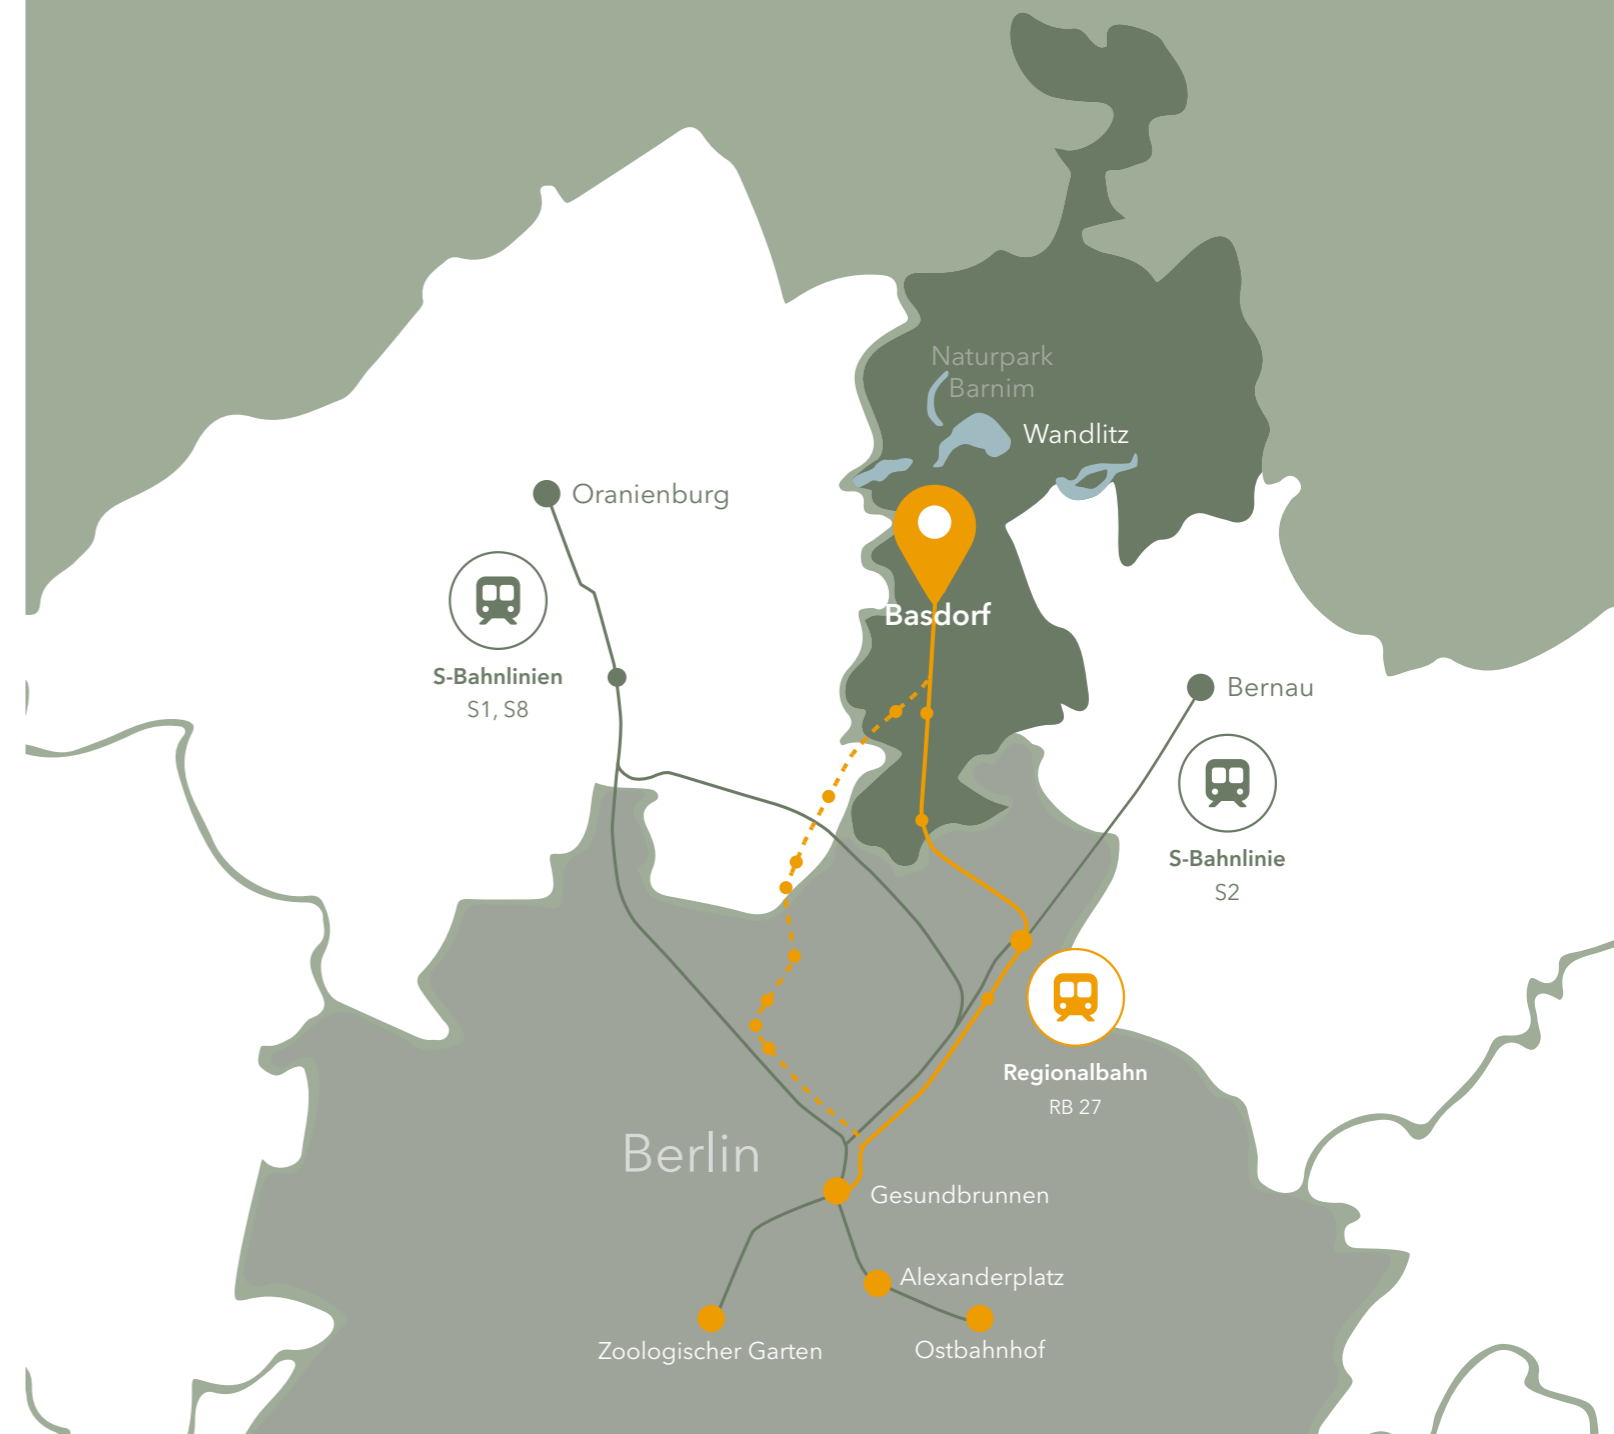 Naturpark
Barnim
Wandlitz
Oranienburg
Basdorf
S-Bahnlinien
S1, S8
Bernau
S-Bahnlinie
S2
Regionalbahn
RB 27
Berlin
Gesundbrunnen
Alexanderplatz
Zoologischer Garten
Ostbahnhof